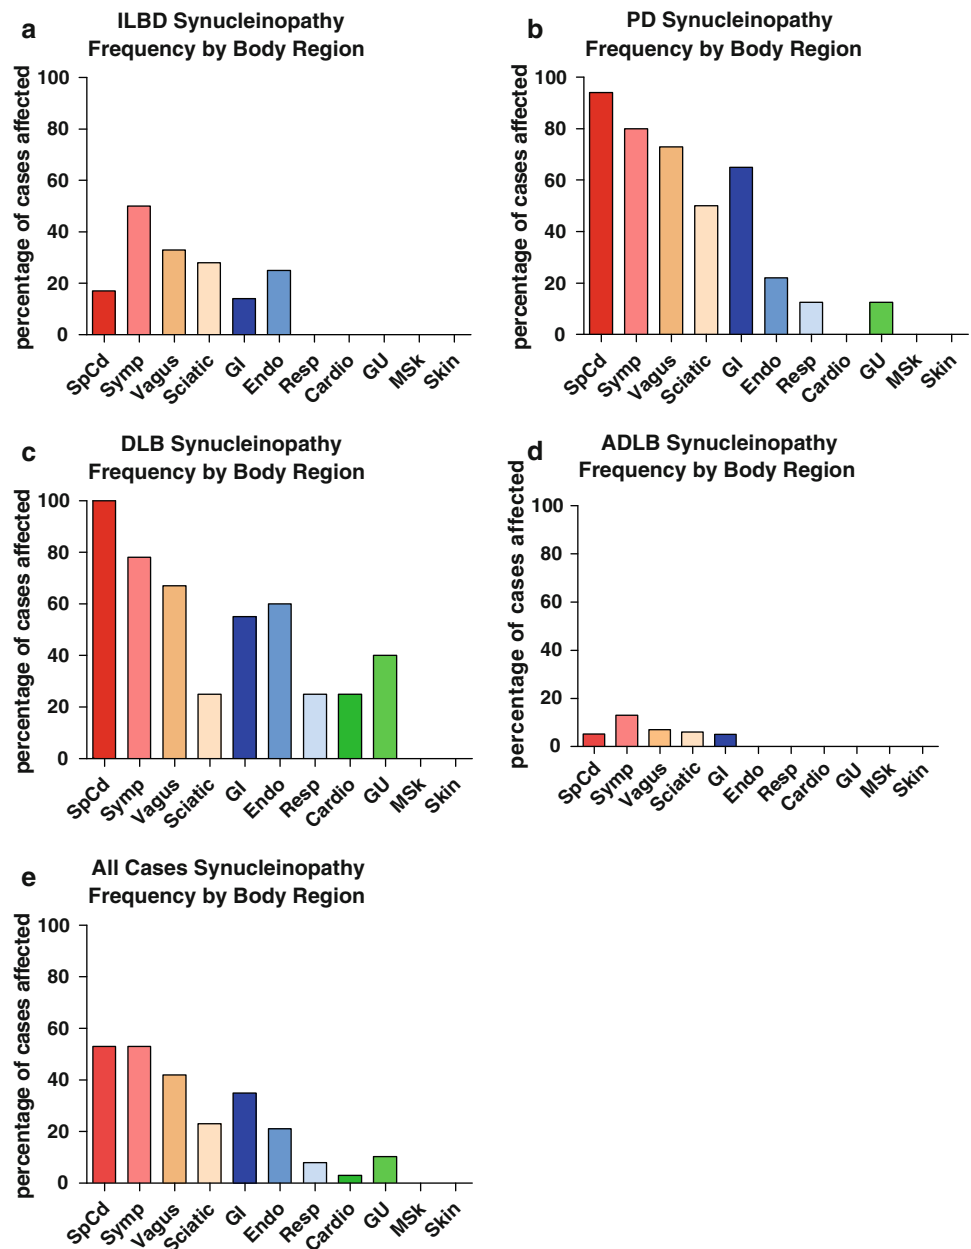 a
ILBD Synucleinopathy
Frequency by Body Region
percentage of cases affected
100
80
60
40
20
0
SpCd
Symp
Vagus
Sciatic
GI
Endo
Resp
Cardio
GU
MSk
Skin
b
PD Synucleinopathy
Frequency by Body Region
percentage of cases affected
100
80
60
40
20
0
SpCd
Symp
Vagus
Sciatic
GI
Endo
Resp
Cardio
GU
MSk
Skin
c
DLB Synucleinopathy
Frequency by Body Region
percentage of cases affected
100
80
60
40
20
0
SpCd
Symp
Vagus
Sciatic
GI
Endo
Resp
Cardio
GU
MSk
Skin
d
ADLB Synucleinopathy
Frequency by Body Region
percentage of cases affected
100
80
60
40
20
0
SpCd
Symp
Vagus
Sciatic
GI
Endo
Resp
Cardio
GU
MSk
Skin
e
All Cases Synucleinopathy
Frequency by Body Region
percentage of cases affected
100
80
60
40
20
0
SpCd
Symp
Vagus
Sciatic
GI
Endo
Resp
Cardio
GU
MSk
Skin